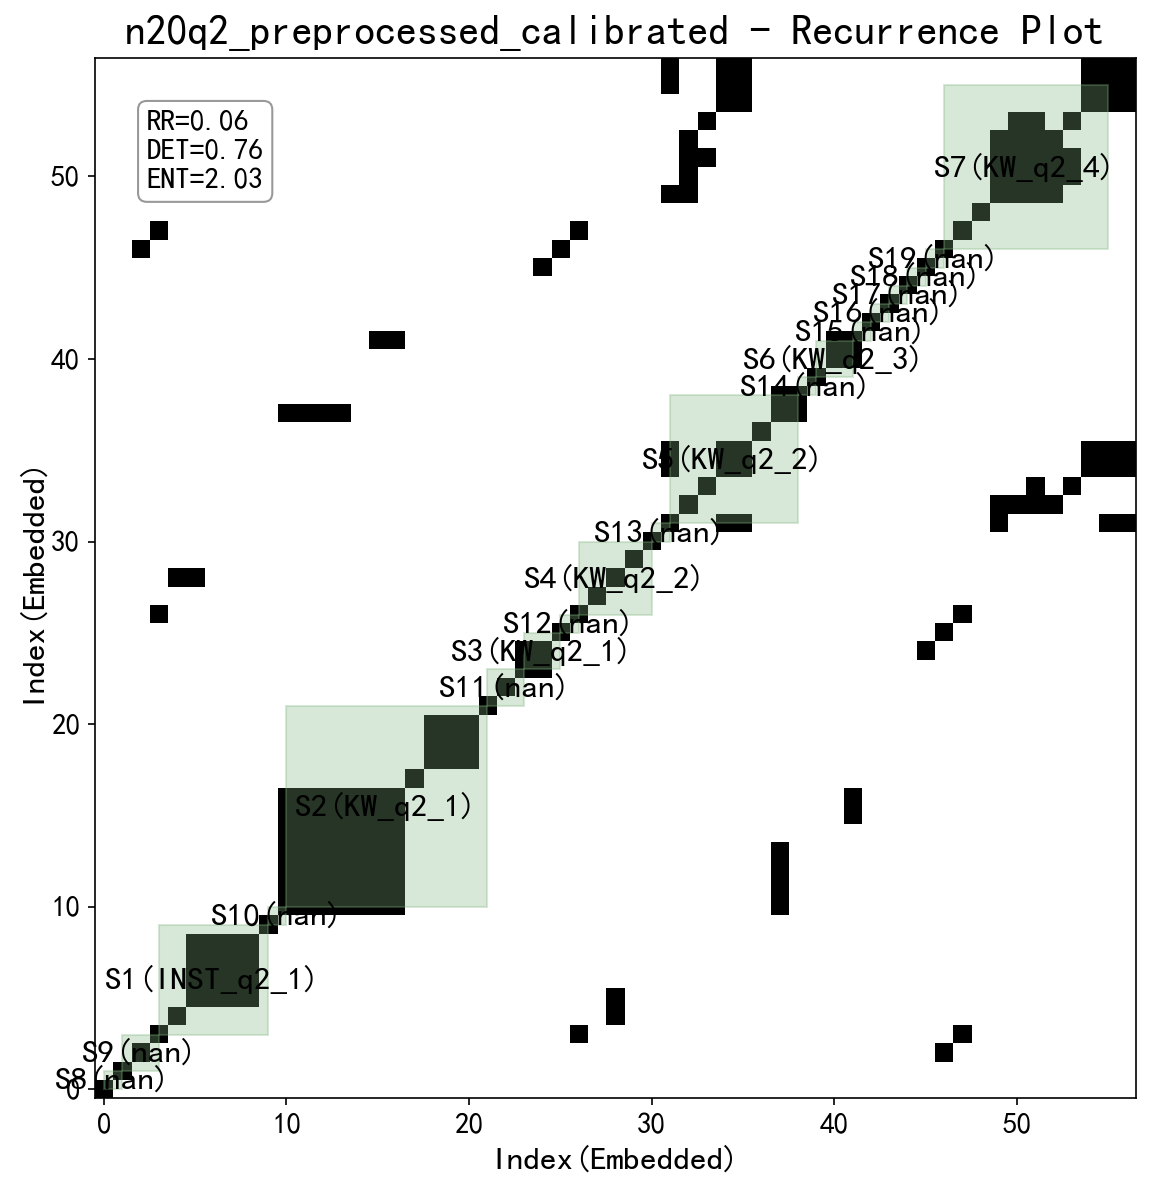 n20q2_preprocessed_calibrated - Recurrence Plot
RR=0.06
DET=0.76
ENT=2.03
S7(KW_q2_4)
S19(nan)
S18(nan)
S17(nan)
S16(nan)
S15(nan)
S6(KW_q2_3)
S14(nan)
S5(KW_q2_2)
S13(nan)
S4(KW_q2_2)
S12(nan)
S3(KW_q2_1)
S11(nan)
S2(KW_q2_1)
S10(nan)
S1(INST_q2_1)
S9(nan)
S8(nan)
50
40
30
20
10
0
Index(Embedded)
0 10 20 30 40 50
Index(Embedded)